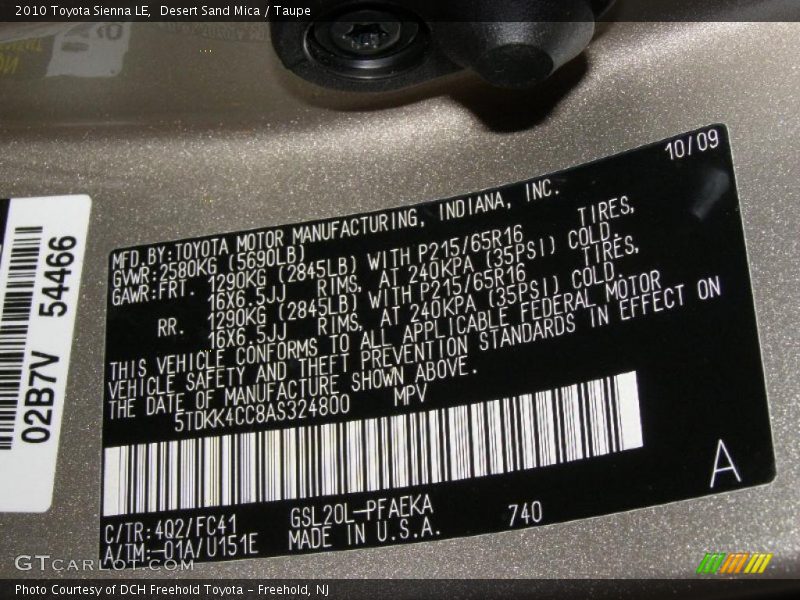 2010 Toyota Sienna LE, Desert Sand Mica / Taupe
10/09
MFD.BY:TOYOTA MOTOR MANUFACTURING, INDIANA, INC.
GVWR:2580KG (5690LB)
GAWR:FRT. 1290KG (2845LB) WITH P215/65R16 TIRES,
16X6.5JJ RIMS, AT 240KPA (35PSI) COLD.
RR. 1290KG (2845LB) WITH P215/65R16 TIRES,
16X6.5JJ RIMS, AT 240KPA (35PSI) COLD.
THIS VEHICLE CONFORMS TO ALL APPLICABLE FEDERAL MOTOR
VEHICLE SAFETY AND THEFT PREVENTION STANDARDS IN EFFECT ON
THE DATE OF MANUFACTURE SHOWN ABOVE.
5TDKK4CC8AS324800 MPV
A
C/TR:4Q2/FC41 GSL20L-PFAEKA 740
A/TM:-01A/U151E MADE IN U.S.A.
02B7V 54466
GTCARLOT.COM
Photo Courtesy of DCH Freehold Toyota - Freehold, NJ